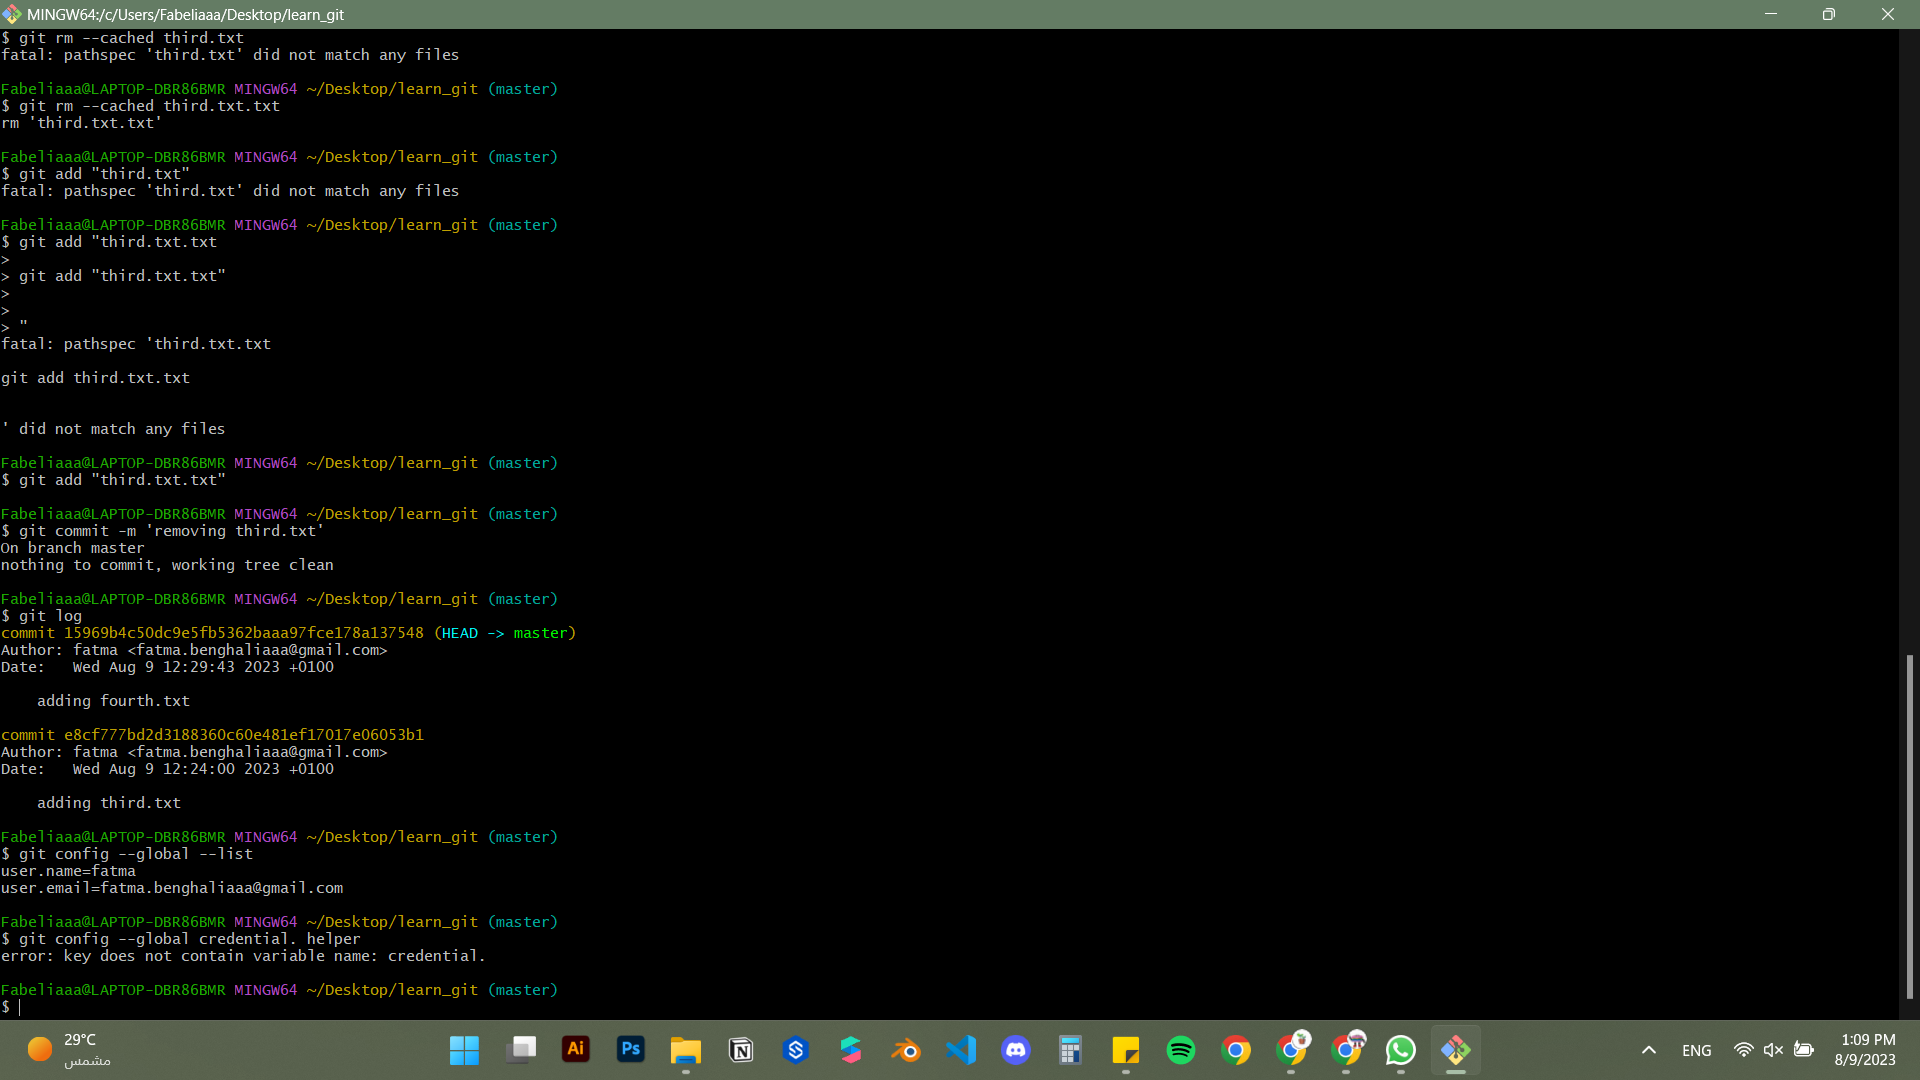 MINGW64:/c/Users/Fabeliaaa/Desktop/learn_git
$ git rm --cached third.txt
fatal: pathspec 'third.txt' did not match any files
Fabeliaaa@LAPTOP-DBR86BMR MINGW64 ~/Desktop/learn_git (master)
$ git rm --cached third.txt.txt
rm 'third.txt.txt'
Fabeliaaa@LAPTOP-DBR86BMR MINGW64 ~/Desktop/learn_git (master)
$ git add "third.txt"
fatal: pathspec 'third.txt' did not match any files
Fabeliaaa@LAPTOP-DBR86BMR MINGW64 ~/Desktop/learn_git (master)
$ git add "third.txt.txt
>
> git add "third.txt.txt"
>
>
> "
fatal: pathspec 'third.txt.txt
git add third.txt.txt
' did not match any files
Fabeliaaa@LAPTOP-DBR86BMR MINGW64 ~/Desktop/learn_git (master)
$ git add "third.txt.txt"
Fabeliaaa@LAPTOP-DBR86BMR MINGW64 ~/Desktop/learn_git (master)
$ git commit -m 'removing third.txt'
On branch master
nothing to commit, working tree clean
Fabeliaaa@LAPTOP-DBR86BMR MINGW64 ~/Desktop/learn_git (master)
$ git log
commit 15969b4c50dc9e5fb5362baaa97fce178a137548 (HEAD -> master)
Author: fatma <fatma.benghaliaaa@gmail.com>
Date:   Wed Aug 9 12:29:43 2023 +0100
adding fourth.txt
commit e8cf777bd2d3188360c60e481ef17017e06053b1
Author: fatma <fatma.benghaliaaa@gmail.com>
Date:   Wed Aug 9 12:24:00 2023 +0100
adding third.txt
Fabeliaaa@LAPTOP-DBR86BMR MINGW64 ~/Desktop/learn_git (master)
$ git config --global --list
user.name=fatma
user.email=fatma.benghaliaaa@gmail.com
Fabeliaaa@LAPTOP-DBR86BMR MINGW64 ~/Desktop/learn_git (master)
$ git config --global credential. helper
error: key does not contain variable name: credential.
Fabeliaaa@LAPTOP-DBR86BMR MINGW64 ~/Desktop/learn_git (master)
$
29°C
مشمس
Ai
Ps
ENG
1:09 PM
8/9/2023